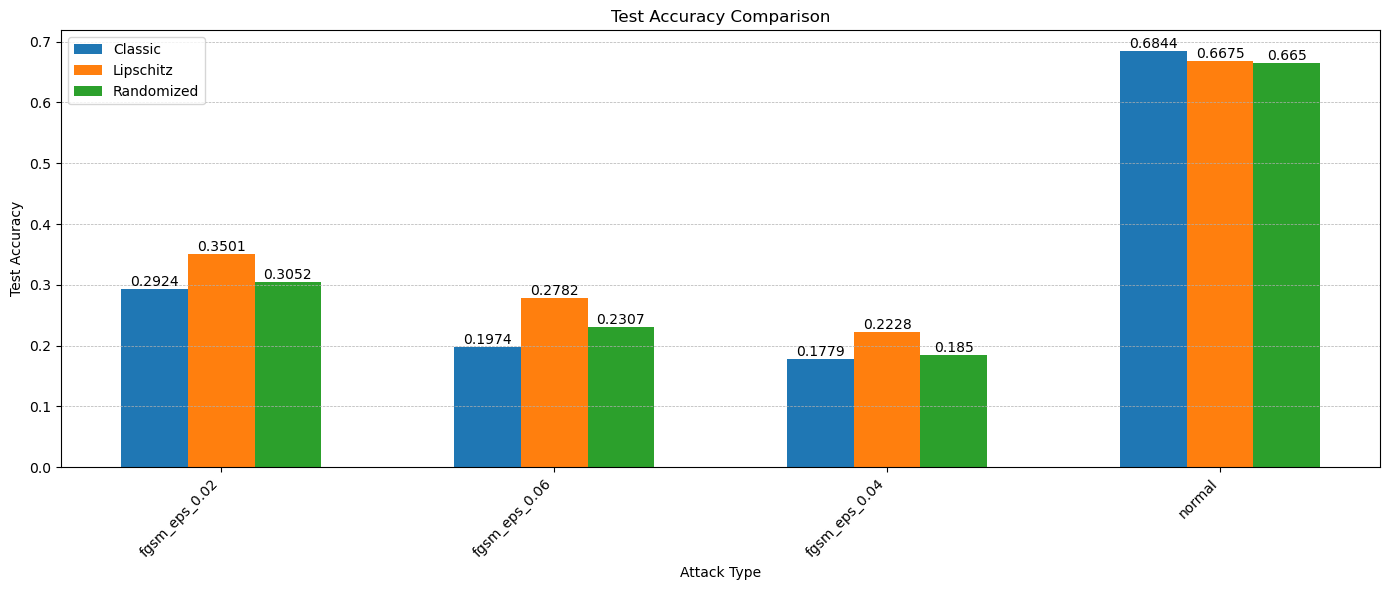 Test Accuracy Comparison
Classic
Lipschitz
Randomized
Test Accuracy
0.7
0.6
0.5
0.4
0.3
0.2
0.1
0.0
0.2924
0.3501
0.3052
0.1974
0.2782
0.2307
0.1779
0.2228
0.185
0.6844
0.6675
0.665
fgsm_eps_0.02
fgsm_eps_0.06
fgsm_eps_0.04
normal
Attack Type